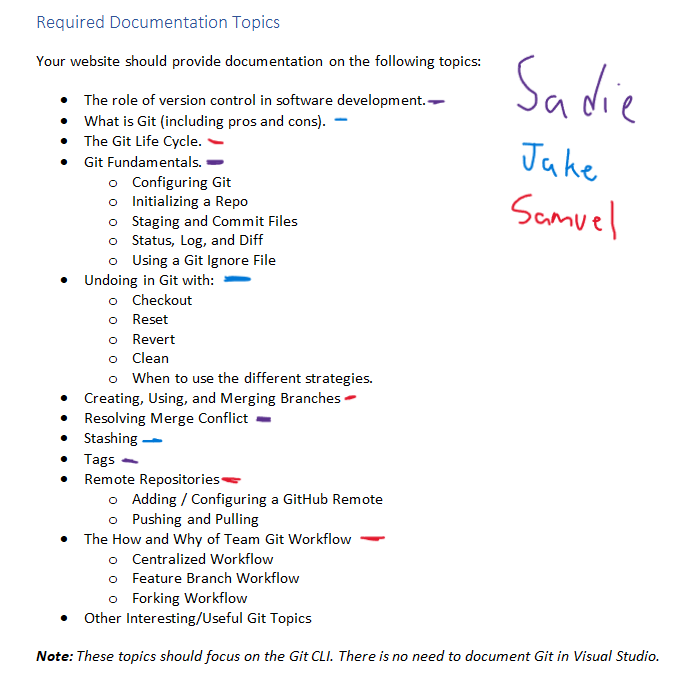 Required Documentation Topics
Your website should provide documentation on the following topics:
Sadie
Jake
Samuel
• The role of version control in software development.
• What is Git (including pros and cons).
• The Git Life Cycle.
• Git Fundamentals.
o Configuring Git
o Initializing a Repo
o Staging and Commit Files
o Status, Log, and Diff
o Using a Git Ignore File
• Undoing in Git with:
o Checkout
o Reset
o Revert
o Clean
o When to use the different strategies.
• Creating, Using, and Merging Branches
• Resolving Merge Conflict
• Stashing
• Tags
• Remote Repositories
o Adding / Configuring a GitHub Remote
o Pushing and Pulling
• The How and Why of Team Git Workflow
o Centralized Workflow
o Feature Branch Workflow
o Forking Workflow
• Other Interesting/Useful Git Topics
Note: These topics should focus on the Git CLI. There is no need to document Git in Visual Studio.